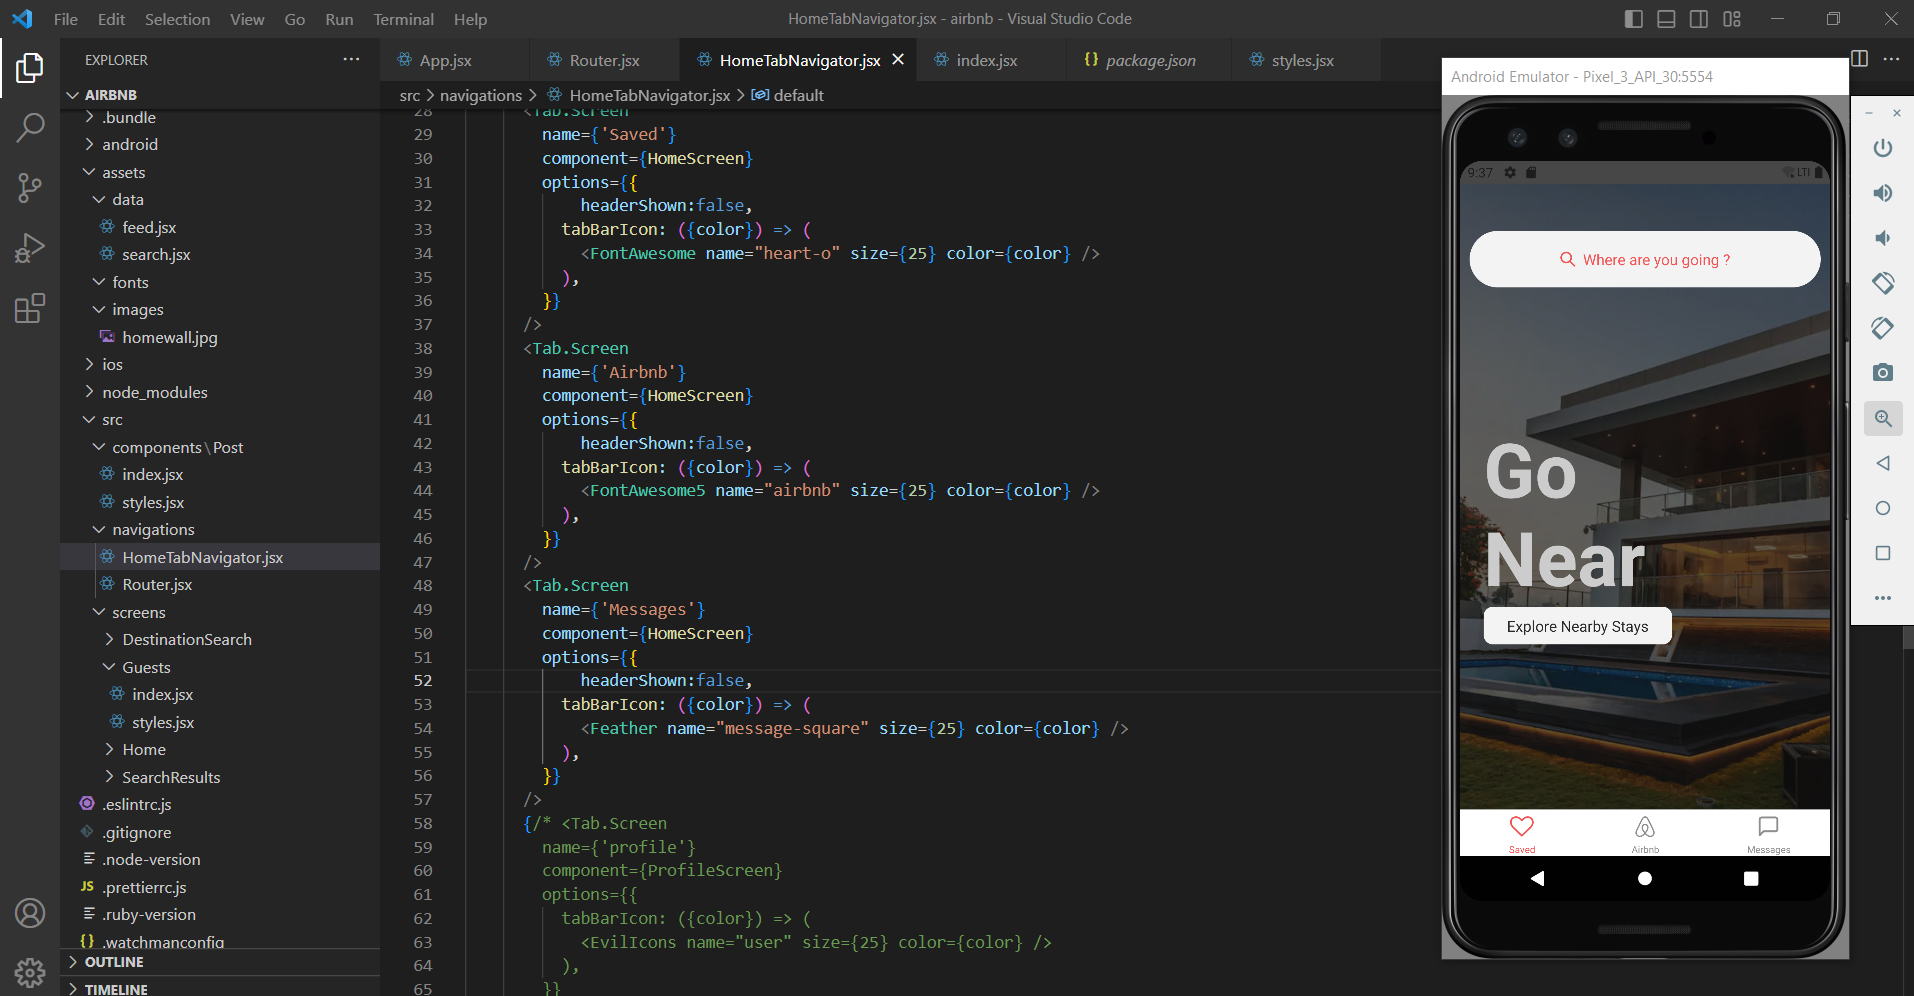 File Edit Selection View Go Run Terminal Help
HomeTabNavigator.jsx - airbnb - Visual Studio Code
EXPLORER
AIRBNB
.bundle
android
assets
data
feed.jsx
search.jsx
fonts
images
homewall.jpg
ios
node_modules
src
components\Post
index.jsx
styles.jsx
navigations
HomeTabNavigator.jsx
Router.jsx
screens
DestinationSearch
Guests
index.jsx
styles.jsx
Home
SearchResults
.eslintrc.js
.gitignore
.node-version
JS .prettierrc.js
.ruby-version
{} .watchmanconfig
OUTLINE
TIMELINE
App.jsx
Router.jsx
HomeTabNavigator.jsx
index.jsx
{} package.json
styles.jsx
src > navigations > HomeTabNavigator.jsx > default
28 <Tab.Screen
29 name={'Saved'}
30 component={HomeScreen}
31 options={{
32 headerShown:false,
33 tabBarIcon: ({color}) => (
34 <FontAwesome name="heart-o" size={25} color={color} />
35 ),
36 }}
37 />
38 <Tab.Screen
39 name={'Airbnb'}
40 component={HomeScreen}
41 options={{
42 headerShown:false,
43 tabBarIcon: ({color}) => (
44 <FontAwesome5 name="airbnb" size={25} color={color} />
45 ),
46 }}
47 />
48 <Tab.Screen
49 name={'Messages'}
50 component={HomeScreen}
51 options={{
52 headerShown:false,
53 tabBarIcon: ({color}) => (
54 <Feather name="message-square" size={25} color={color} />
55 ),
56 }}
57 />
58 {/* <Tab.Screen
59 name={'profile'}
60 component={ProfileScreen}
61 options={{
62 tabBarIcon: ({color}) => (
63 <EvilIcons name="user" size={25} color={color} />
64 ),
65 }}
Android Emulator - Pixel_3_API_30:5554
9:37
Where are you going ?
Go
Near
Explore Nearby Stays
Saved
Airbnb
Messages